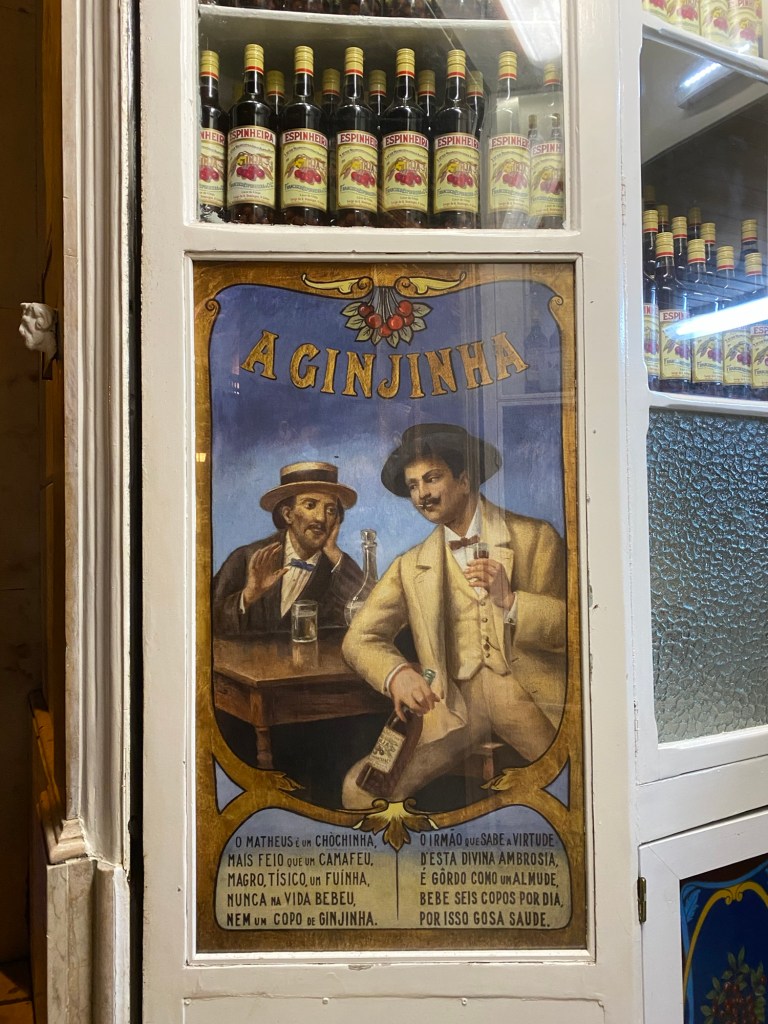 ESPINHEIRA
ESPINHEIRA
ESPINHEIRA
ESPINHEIRA
ESPINHEIRA
ESPINHEIRA
A GINJINHA
O MATHEUS É UM CHÒCHINHA,
MAIS FEIO QUE UM CAMAFEU,
MAGRO, TÍSICO, UM FUÍNHA,
NUNCA NA VIDA BEBEU,
NEM UM COPO DE GINJINHA.
O IRMÃO QUE SABE A VIRTUDE
D'ESTA DIVINA AMBROSIA,
É GÔRDO COMO UM ALMUDE,
BEBE SEIS COPOS POR DIA,
POR ISSO GOSA SAUDE.